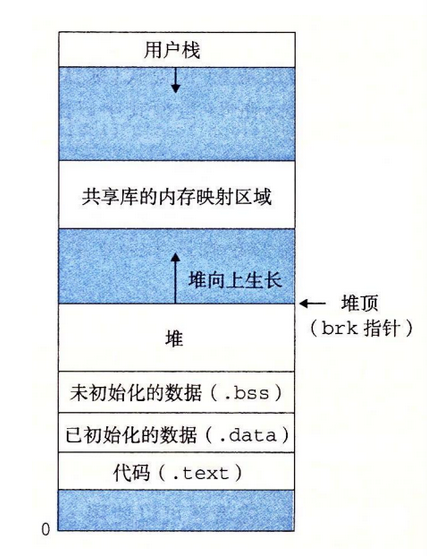 用户栈
共享库的内存映射区域
堆向上生长
堆顶
（brk 指针）
堆
未初始化的数据（.bss）
已初始化的数据（.data）
代码（.text）
0